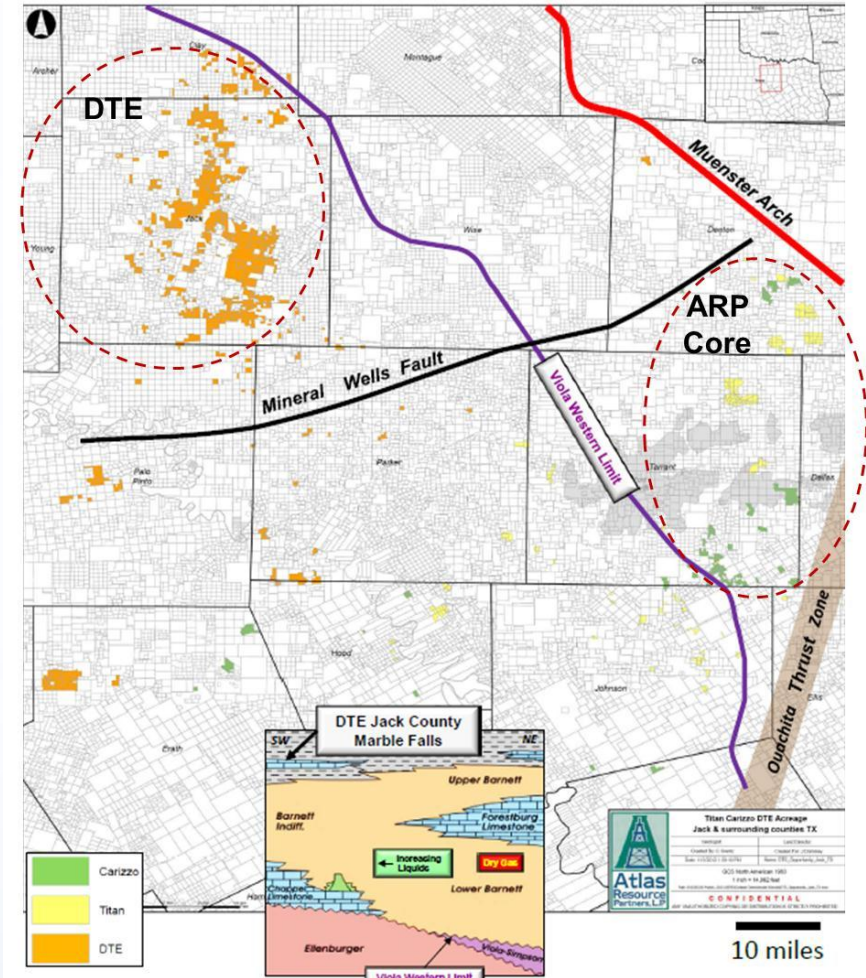 Clay
Montague
Archer
DTE
Muenster Arch
Jack
Wise
Denton
Young
ARP
Core
Mineral Wells Fault
Viola Western Limit
Palo
Pinto
Parker
Tarrant
Dallas
Ouachita Thrust Zone
Hood
Johnson
Ellis
Erath
DTE Jack County
Marble Falls
SW
NE
Upper Barnett
Barnett
Indiff.
Forestburg
Limestone
Increasing
Liquids
Dry Gas
Lower Barnett
Chappel
Limestone
Ellenburger
Viola-Simpson
Viola Western Limit
Carizzo
Titan
DTE
Atlas
Resource
Partners, L.P.
Titan Carizzo DTE Acreage
Jack & surrounding counties TX
CONFIDENTIAL
10 miles